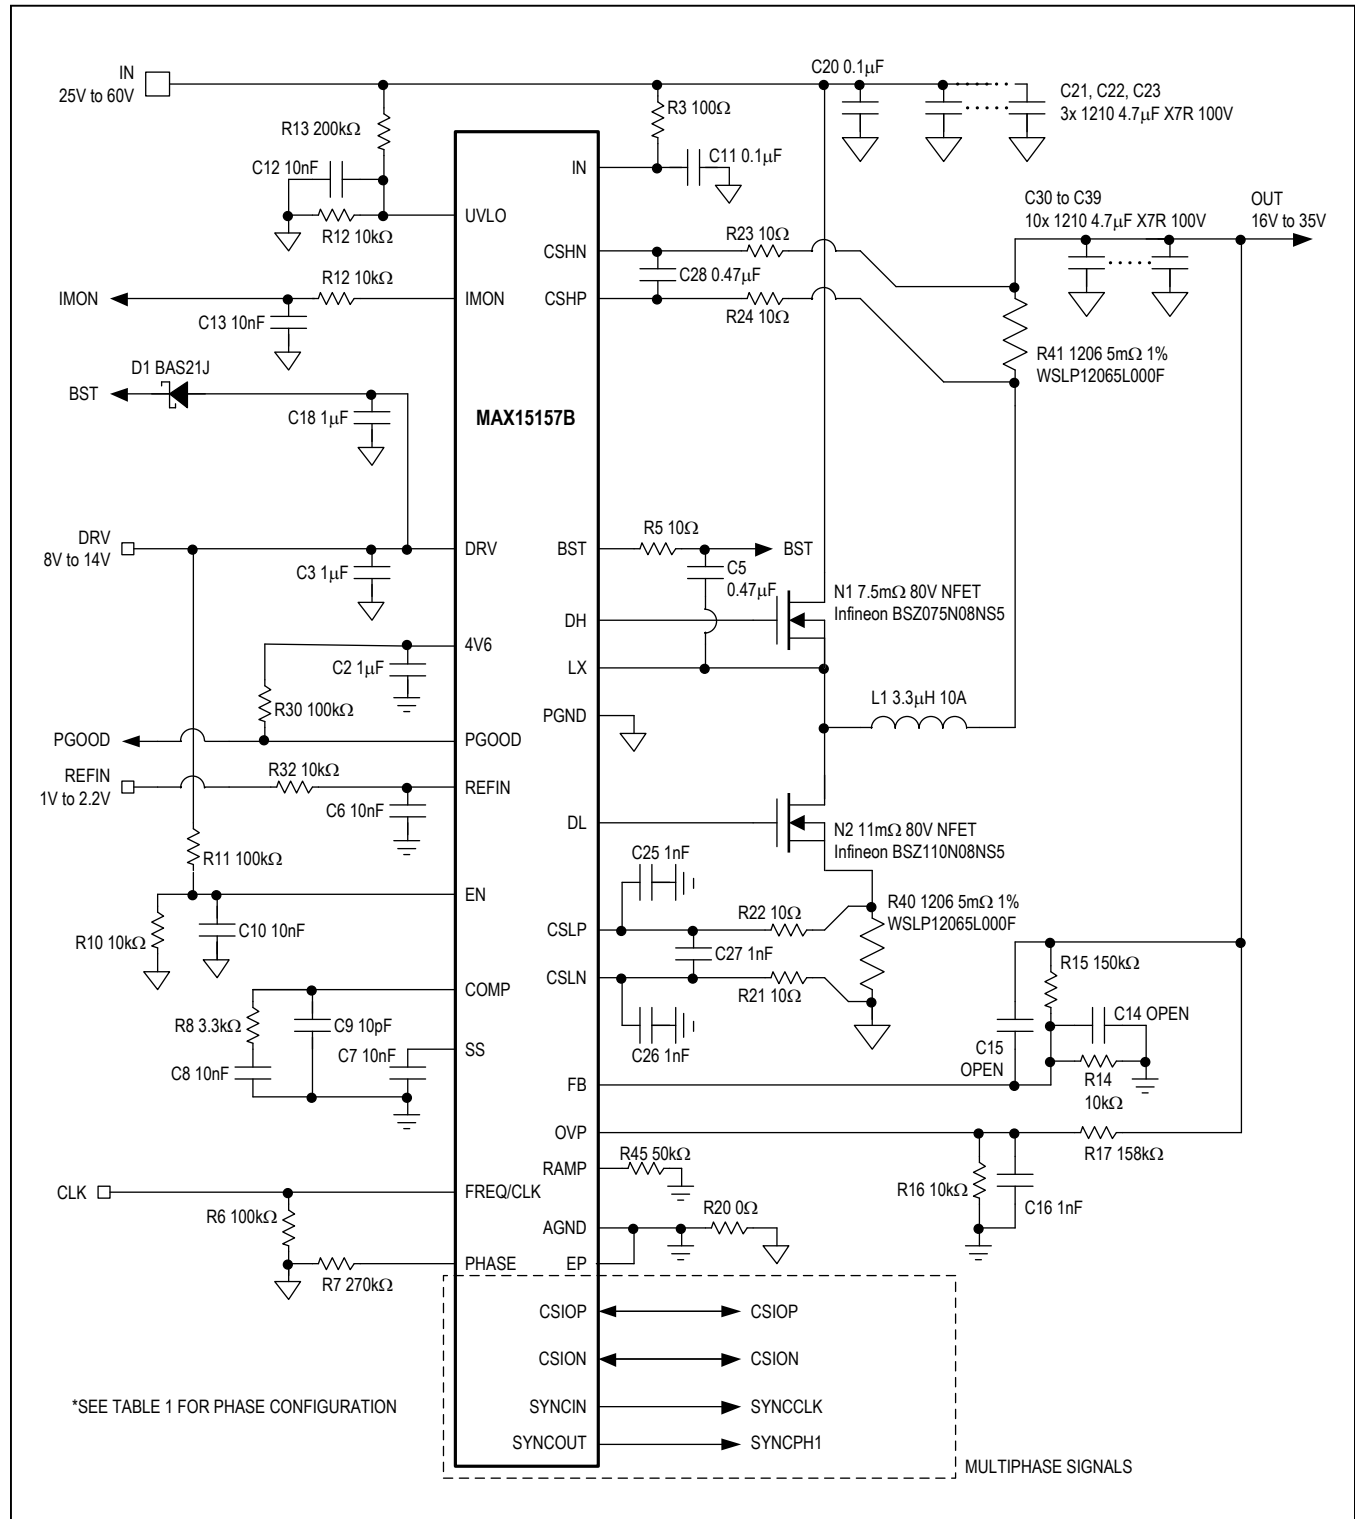 IN
25V to 60V
C20 0.1µF
C21, C22, C23
3x 1210 4.7µF X7R 100V
R13 200kΩ
R3 100Ω
C12 10nF
C11 0.1µF
IN
UVLO
R12 10kΩ
C30 to C39
10x 1210 4.7µF X7R 100V
OUT
16V to 35V
CSHN
R23 10Ω
C28 0.47µF
CSHP
R24 10Ω
IMON
R12 10kΩ
IMON
C13 10nF
R41 1206 5mΩ 1%
WSLP12065L000F
D1 BAS21J
BST
C18 1µF
MAX15157B
DRV
8V to 14V
DRV
C3 1µF
BST
R5 10Ω
BST
C5
0.47µF
N1 7.5mΩ 80V NFET
Infineon BSZ075N08NS5
DH
4V6
C2 1µF
LX
R30 100kΩ
L1 3.3µH 10A
PGND
PGOOD
PGOOD
REFIN
1V to 2.2V
R32 10kΩ
REFIN
C6 10nF
DL
N2 11mΩ 80V NFET
Infineon BSZ110N08NS5
R11 100kΩ
C25 1nF
EN
R10 10kΩ
C10 10nF
CSLP
R22 10Ω
R40 1206 5mΩ 1%
WSLP12065L000F
C27 1nF
CSLN
R21 10Ω
C26 1nF
COMP
R8 3.3kΩ
C9 10pF
C7 10nF
SS
C8 10nF
R15 150kΩ
C14 OPEN
C15
OPEN
R14
10kΩ
FB
OVP
R17 158kΩ
RAMP
R45 50kΩ
R16 10kΩ
C16 1nF
CLK
FREQ/CLK
R6 100kΩ
AGND
R20 0Ω
PHASE
R7 270kΩ
EP
CSIOP
CSIOP
CSION
CSION
SYNCIN
SYNCCLK
SYNCOUT
SYNCPH1
*SEE TABLE 1 FOR PHASE CONFIGURATION
MULTIPHASE SIGNALS